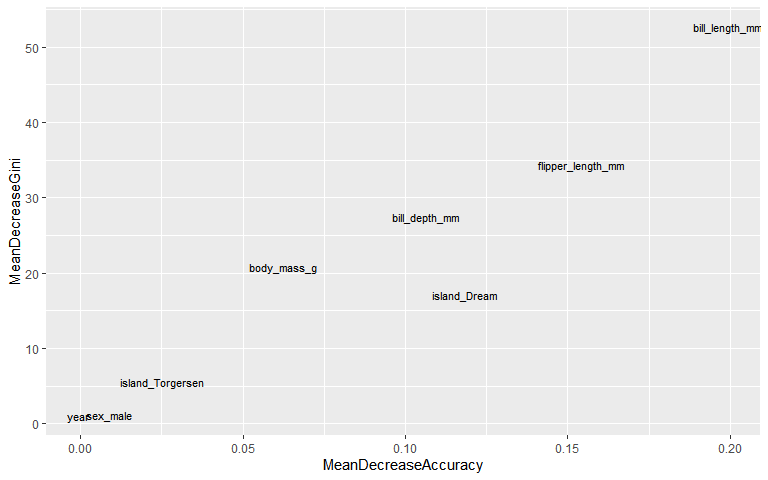 bill_length_mm
50
40
flipper_length_mm
30
bill_depth_mm
body_mass_g
20
island_Dream
10
island_Torgersen
year
sex_male
0
0.00
0.05
0.10
0.15
0.20
MeanDecreaseAccuracy
MeanDecreaseGini